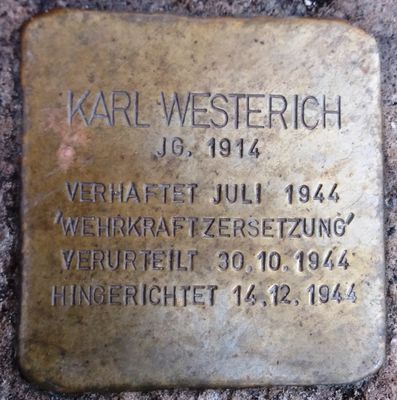 KARL WESTERICH
JG. 1914
VERHAFTET JULI 1944
'WEHRKRAFTZERSETZUNG'
VERURTEILT 30.10.1944
HINGERICHTET 14.12.1944